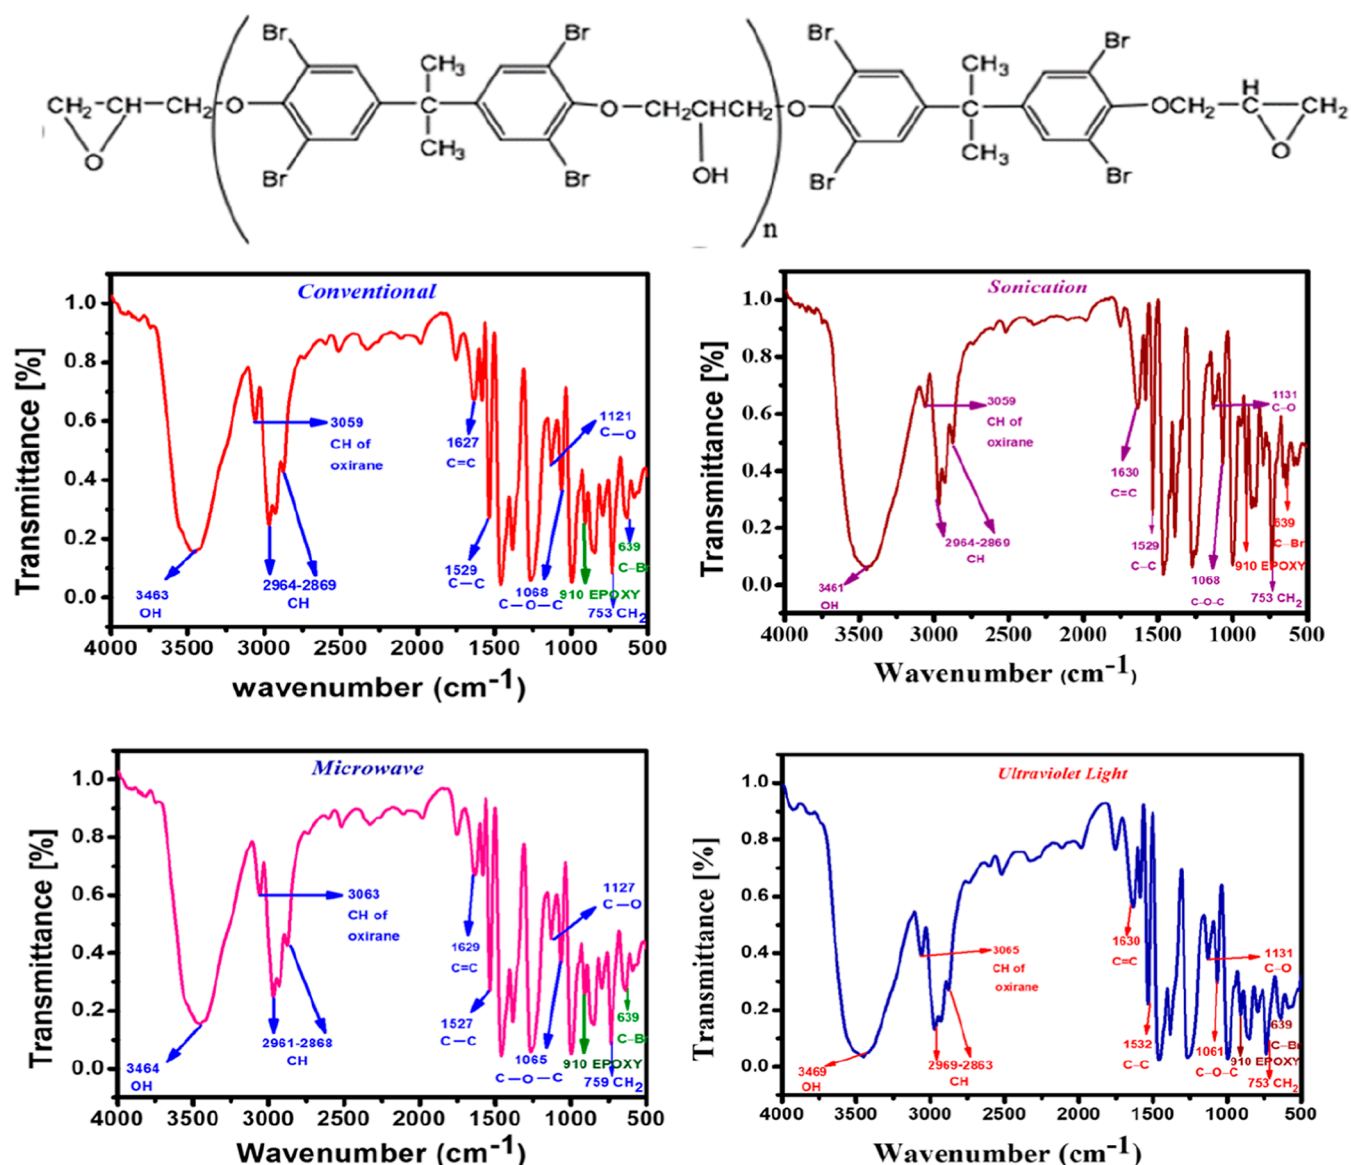 Br Br Br Br
CH3 CH3
CH2 CH CH2 O O CH2CHCH2 O C OCH2 H CH2
O CH3 OH CH3 O
Br Br Br Br
n
Conventional
Transmittance [%]
1.0
0.8
0.6
0.4
0.2
0.0
3059
CH of
oxirane
1627
C=C
1121
C—O
3463
OH
2964-2869
CH
1529
C—C
1068
C—O—C
910 EPOXY
639
C-Br
753 CH2
4000 3500 3000 2500 2000 1500 1000 500
wavenumber (cm-1)
Sonication
Transmittance [%]
1.0
0.8
0.6
0.4
0.2
0.0
3059
CH of
oxirane
1630
C=C
1131
C-O
3461
OH
2964-2869
CH
1529
C-C
1068
C-O-C
910 EPOXY
639
C-Br
753 CH2
4000 3500 3000 2500 2000 1500 1000 500
Wavenumber (cm-1)
Microwave
Transmittance [%]
1.0
0.8
0.6
0.4
0.2
0.0
3063
CH of
oxirane
1629
C=C
1127
C—O
3464
OH
2961-2868
CH
1527
C—C
1065
C—O—C
910 EPOXY
639
C-Br
759 CH2
4000 3500 3000 2500 2000 1500 1000 500
Wavenumber (cm-1)
Ultraviolet Light
Transmittance [%]
1.0
0.8
0.6
0.4
0.2
0.0
3065
CH of
oxirane
1630
C=C
1131
C-O
3469
OH
2969-2863
CH
1532
C-C
1061
C-O-C
910 EPOXY
639
C-Br
753 CH2
4000 3500 3000 2500 2000 1500 1000 500
Wavenumber (cm-1)